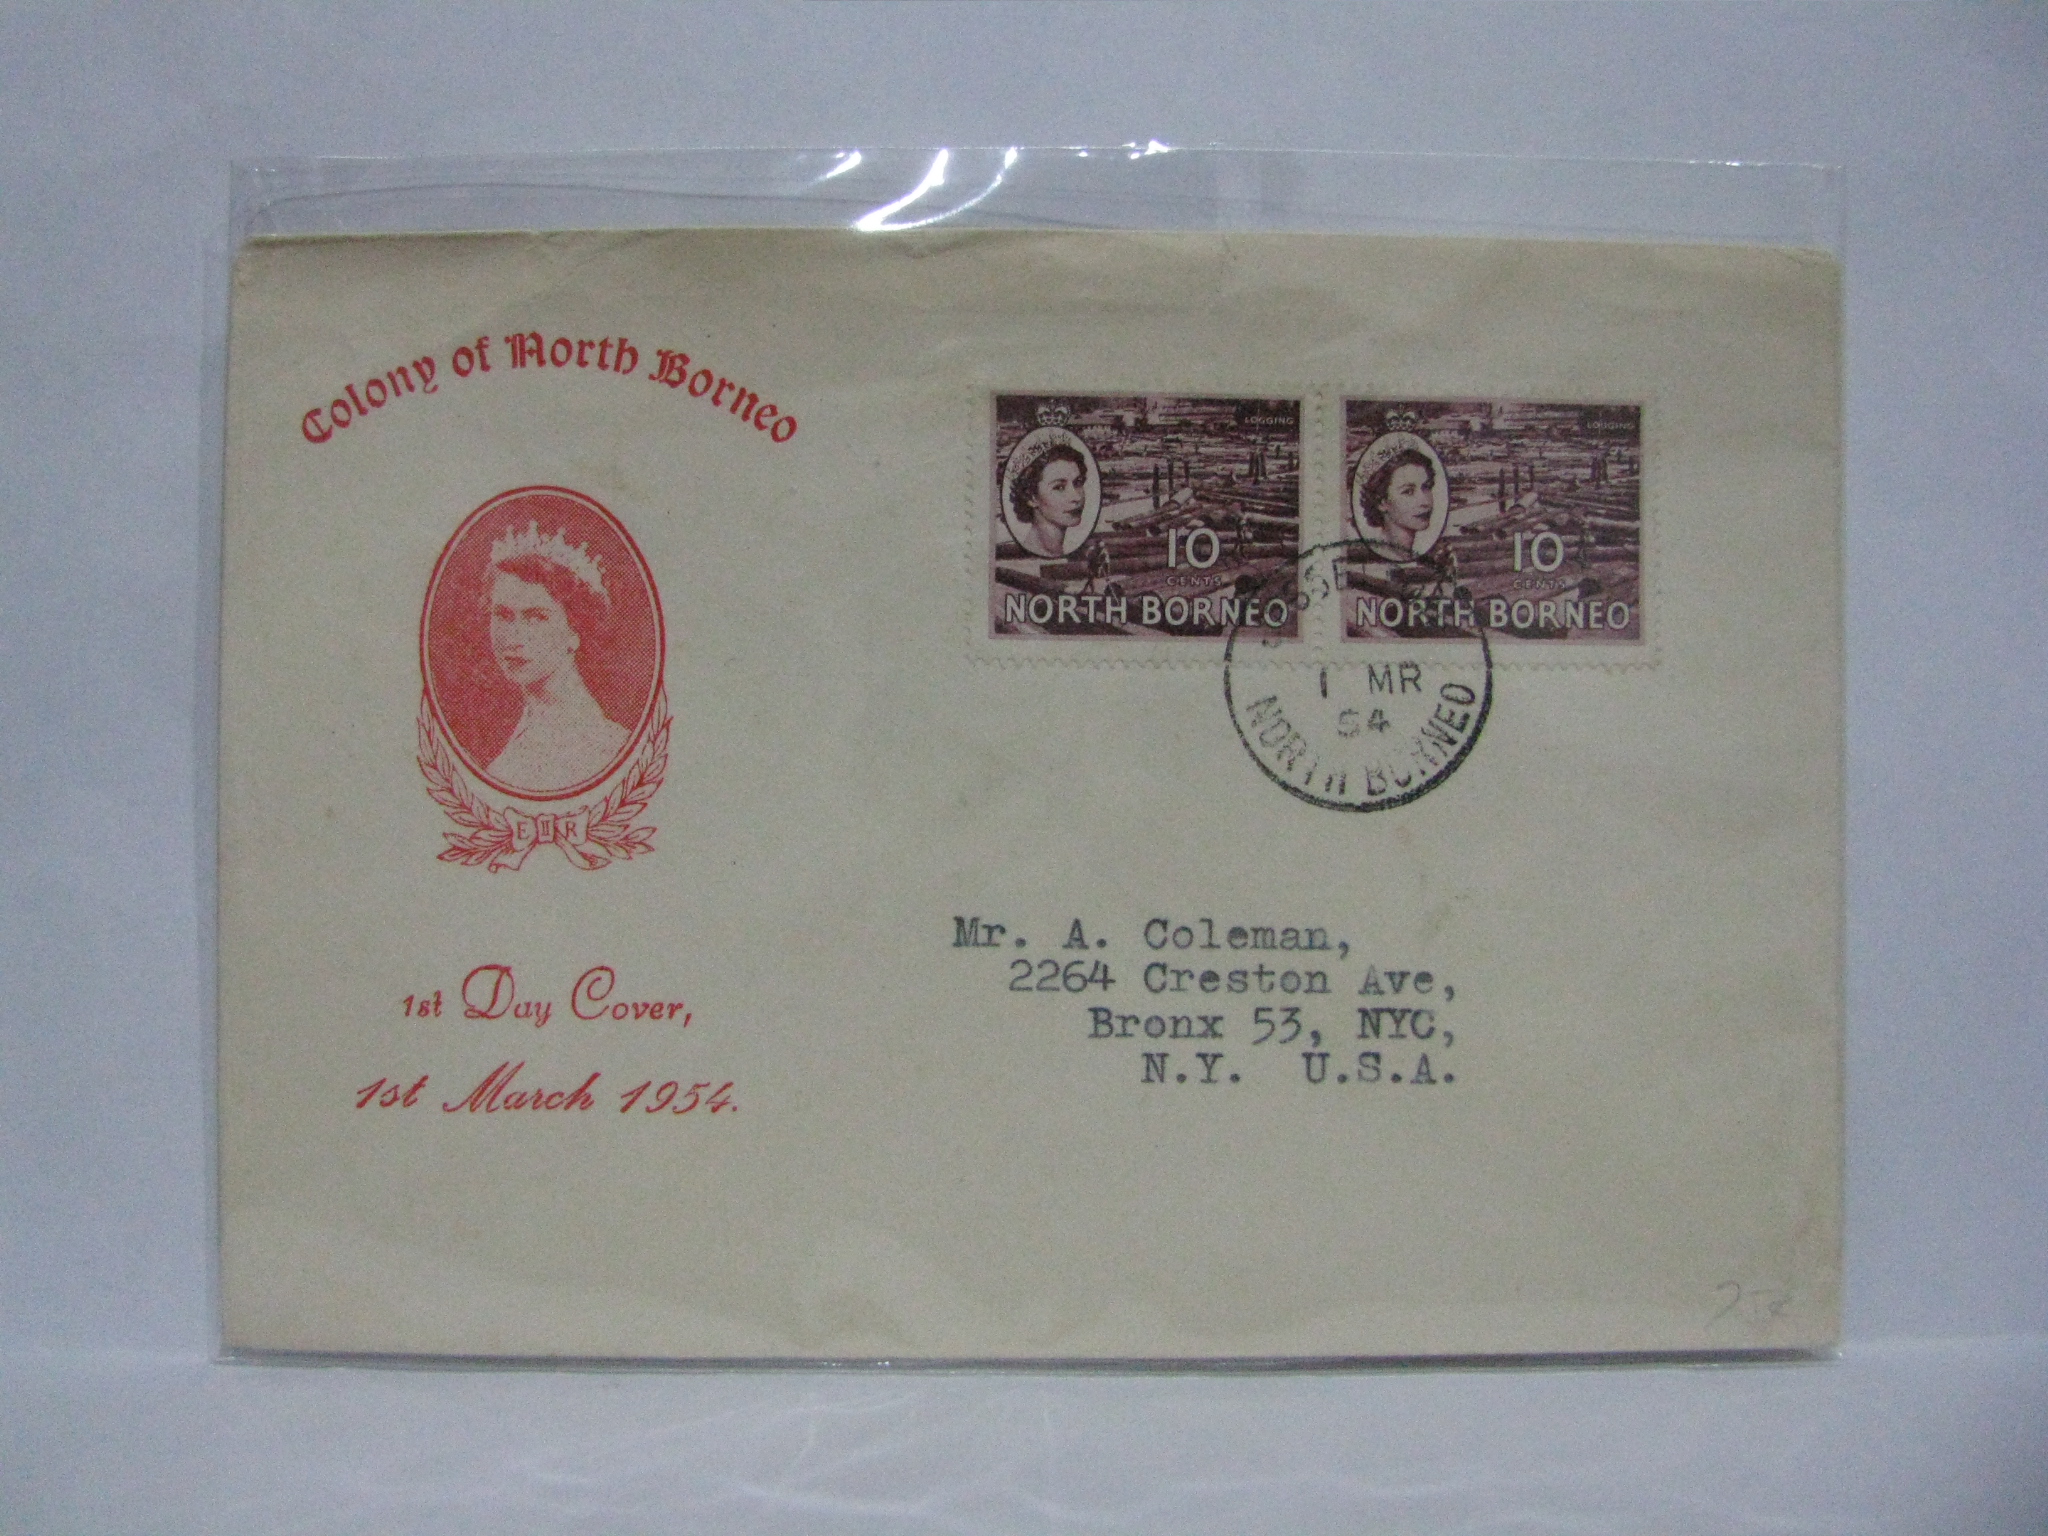 Colony of North Borneo
E II R
1st Day Cover,
1st March 1954.
LOGGING
10
CENTS
NORTH BORNEO
LOGGING
10
CENTS
NORTH BORNEO
1 MR
54
NORTH BORNEO
Mr. A. Coleman,
2264 Creston Ave,
Bronx 53, NYC,
N.Y. U.S.A.